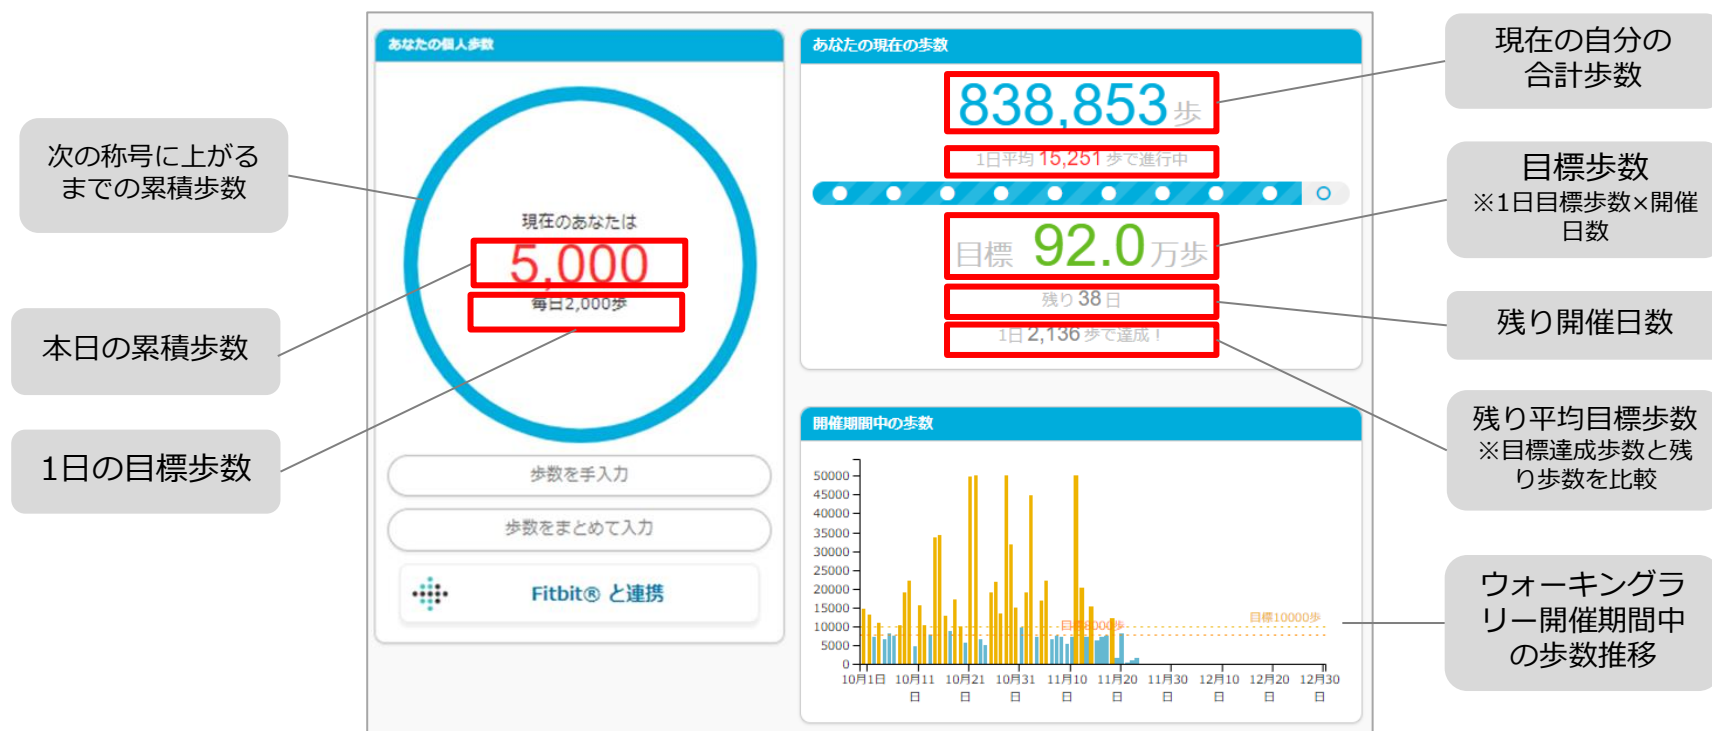 次の称号に上がる
までの累積歩数
本日の累積歩数
1日の目標歩数
あなたの個人歩数
現在のあなたは
5,000
毎日2,000歩
歩数を手入力
歩数をまとめて入力
Fitbit® と連携
あなたの現在の歩数
838,853 歩
1日平均 15,251 歩で進行中
目標 92.0 万歩
残り 38 日
1日 2,136 歩で達成！
開催期間中の歩数
50000
45000
40000
35000
30000
25000
20000
15000
10000
5000
0
目標10000歩
目標8000歩
10月1日
10月11
日
10月21
日
10月31
日
11月10
日
11月20
日
11月30
日
12月10
日
12月20
日
12月30
日
現在の自分の
合計歩数
目標歩数
※1日目標歩数×開催
日数
残り開催日数
残り平均目標歩数
※目標達成歩数と残
り歩数を比較
ウォーキングラ
リー開催期間中
の歩数推移